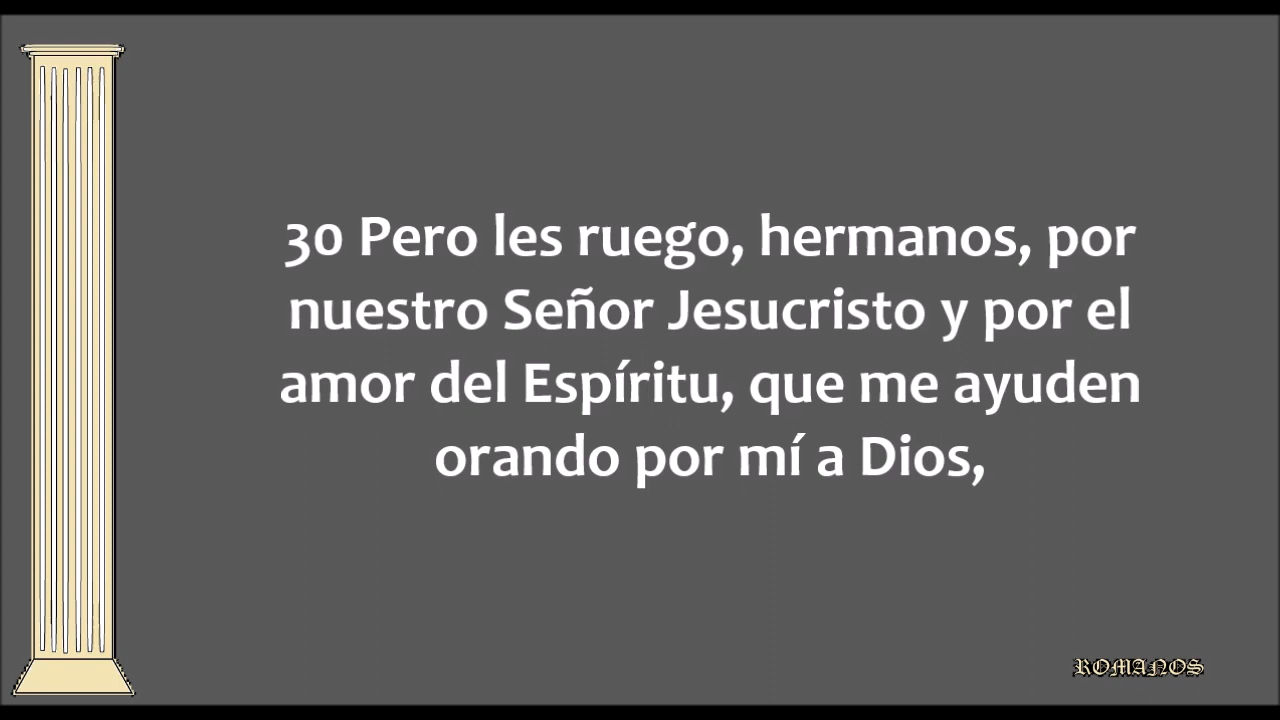 30 Pero les ruego, hermanos, por
nuestro Señor Jesucristo y por el
amor del Espíritu, que me ayuden
orando por mí a Dios,
ROMANOS